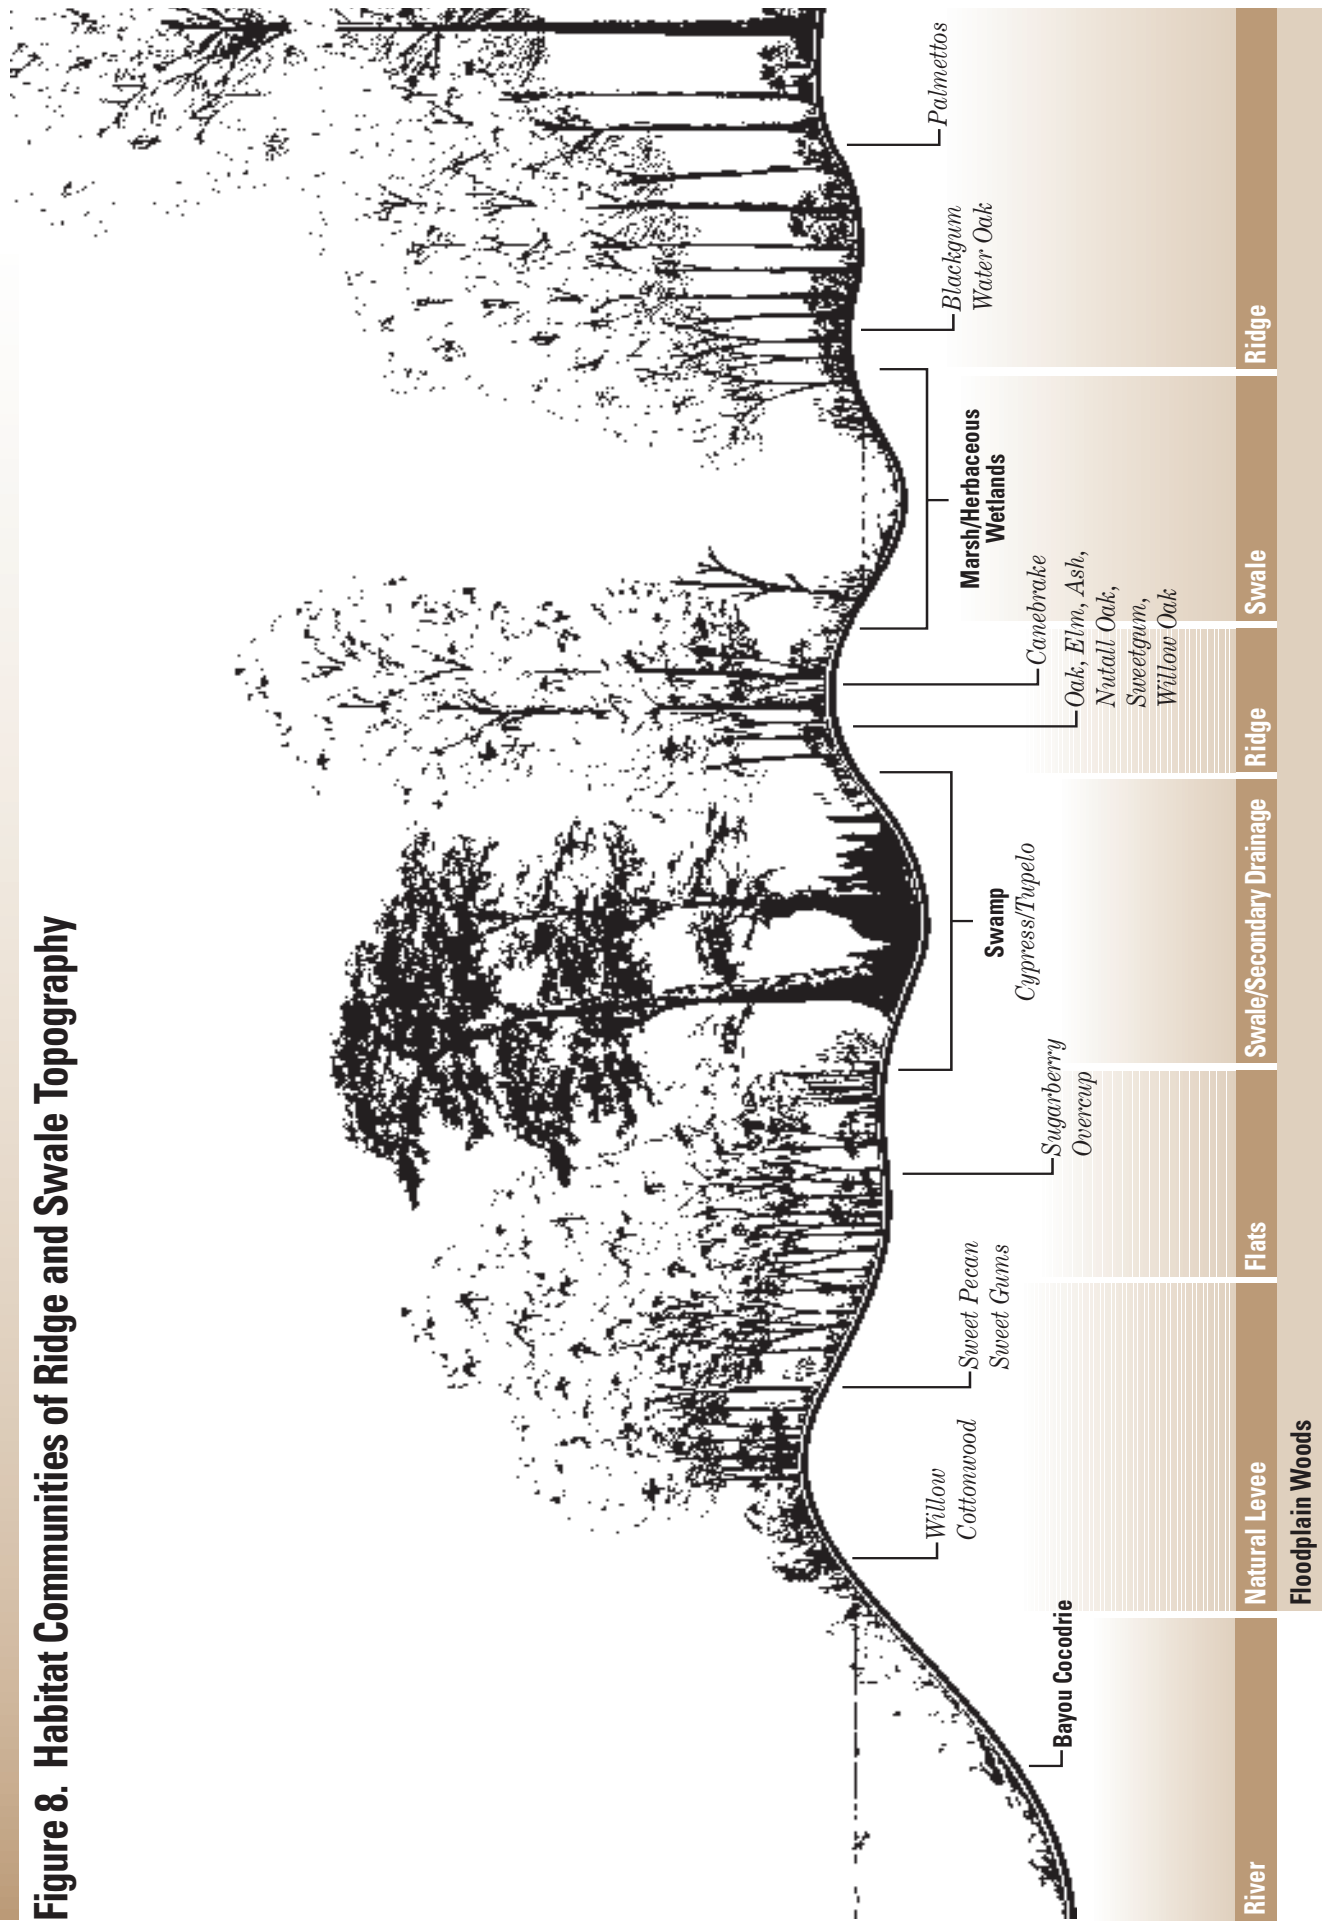 Figure 8. Habitat Communities of Ridge and Swale Topography
Willow
Cottonwood
Sweet Pecan
Sweet Gums
Sugarberry
Overcup
Swamp
Cypress/Tupelo
Canebrake
Oak, Elm, Ash,
Nutall Oak,
Sweetgum,
Willow Oak
Marsh/Herbaceous
Wetlands
Blackgum
Water Oak
Palmettos
Bayou Cocodrie
River
Natural Levee
Flats
Swale/Secondary Drainage
Ridge
Swale
Ridge
Floodplain Woods